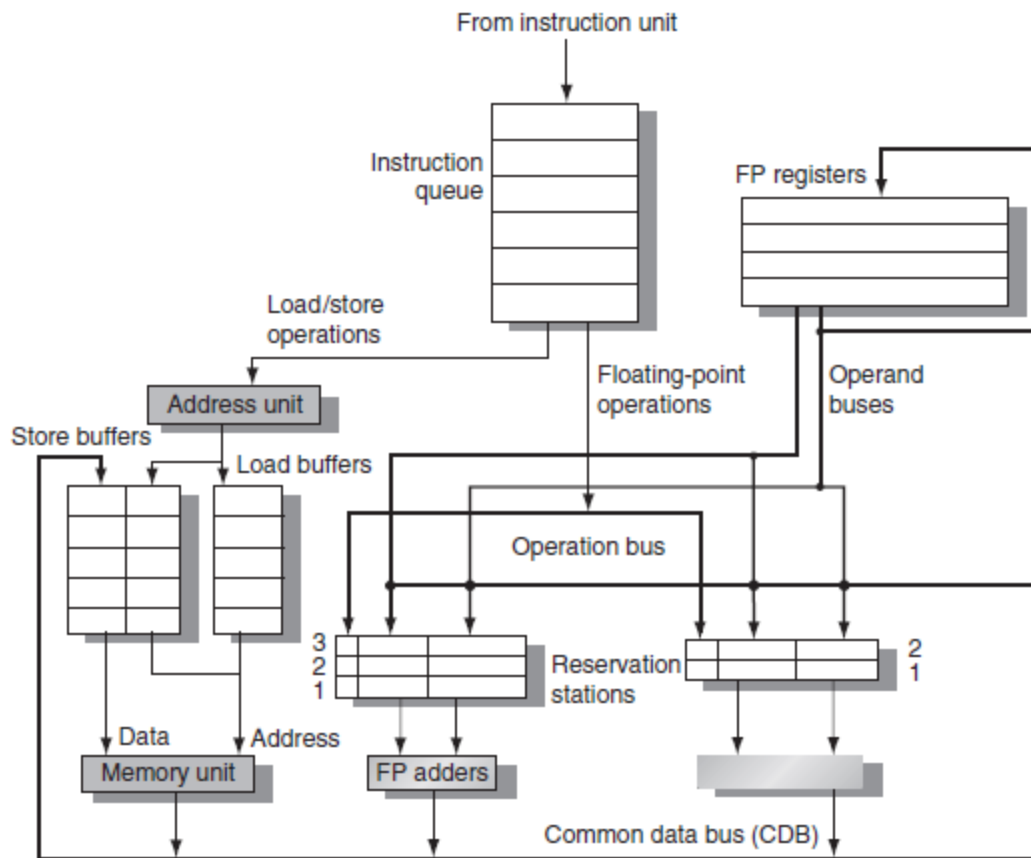 From instruction unit
Instruction
queue
FP registers
Load/store
operations
Floating-point
operations
Operand
buses
Address unit
Store buffers
Load buffers
Operation bus
3
2
1
Reservation
stations
2
1
Data
Address
Memory unit
FP adders
Common data bus (CDB)